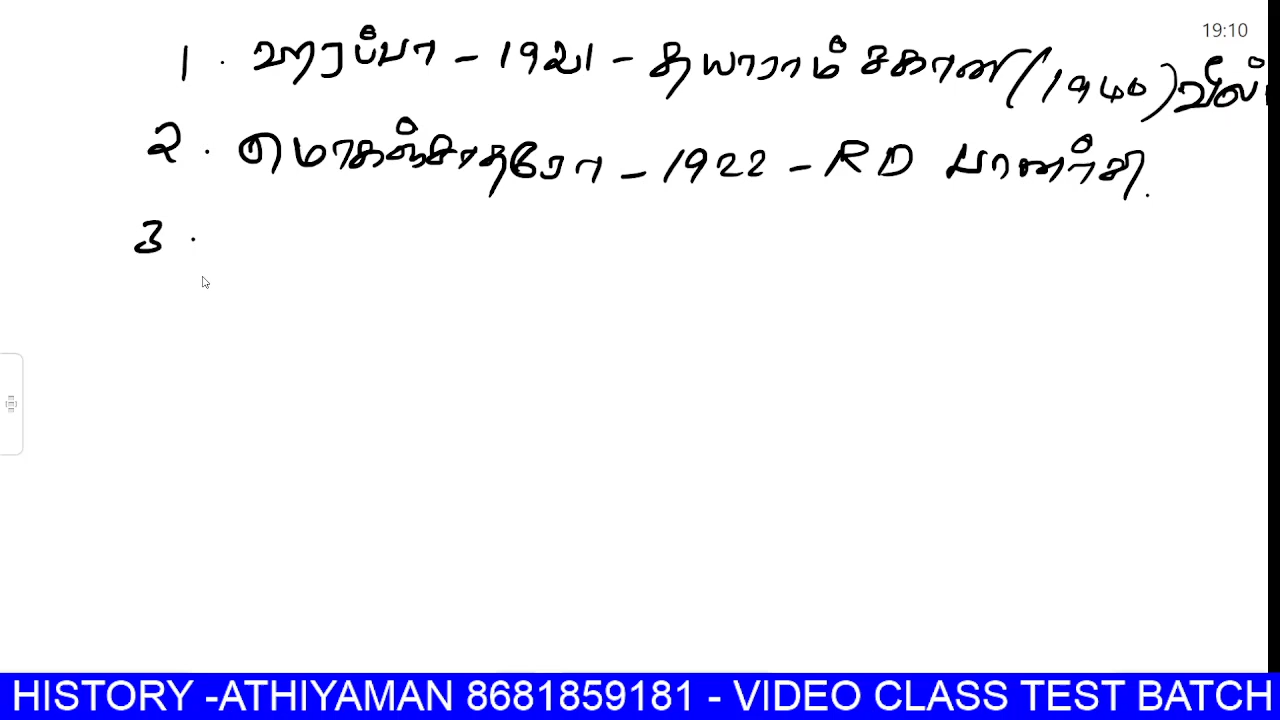 19:10
1. ஹரப்பா - 1921 - தயாராம் சகானி (1940) வீல்
2. மொகஞ்சாதரோ - 1922 - RD பானர்சி.
3.
HISTORY -ATHIYAMAN 8681859181 - VIDEO CLASS TEST BATCH